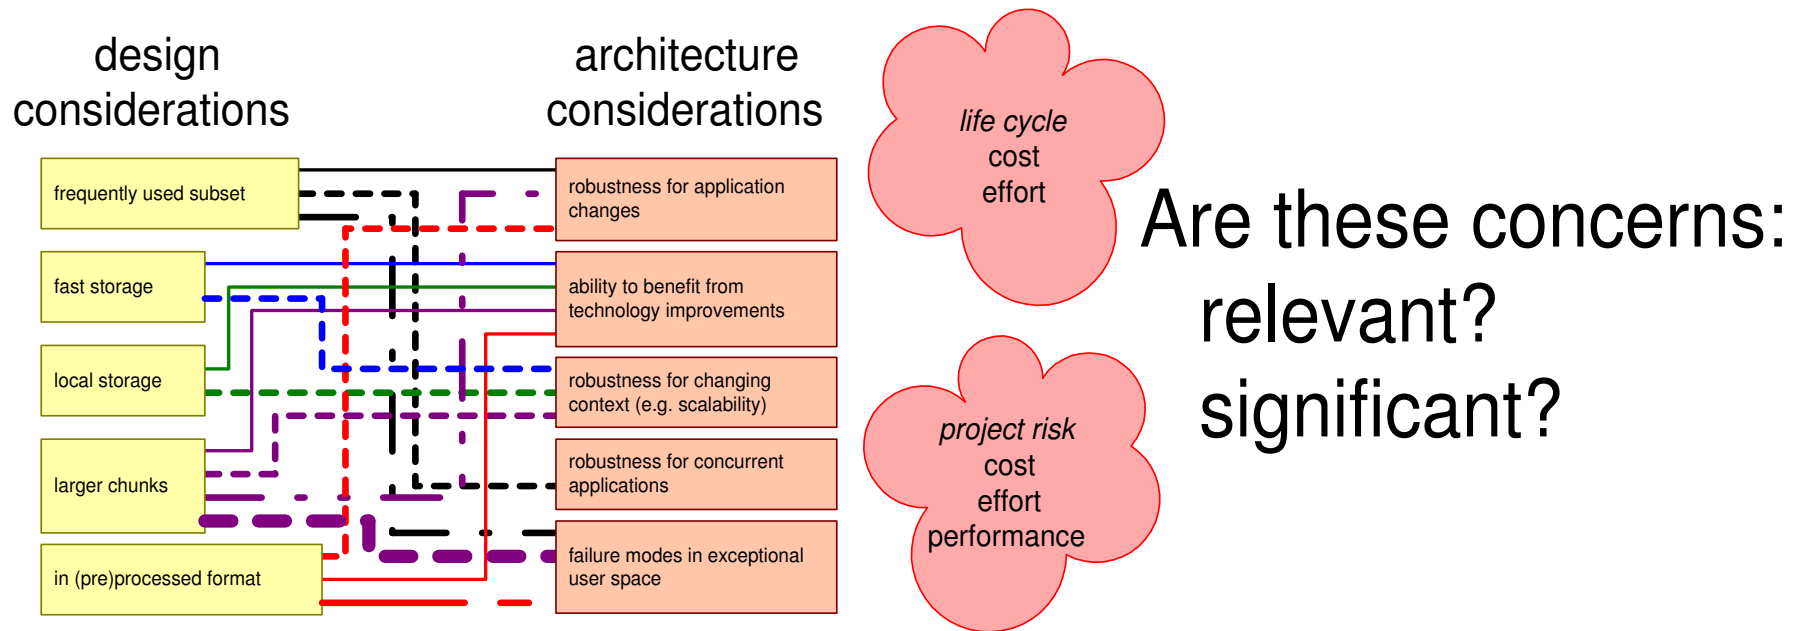 design
considerations
frequently used subset
fast storage
local storage
larger chunks
in (pre)processed format
architecture
considerations
robustness for application
changes
ability to benefit from
technology improvements
robustness for changing
context (e.g. scalability)
robustness for concurrent
applications
failure modes in exceptional
user space
life cycle
cost
effort
project risk
cost
effort
performance
Are these concerns:
relevant?
significant?